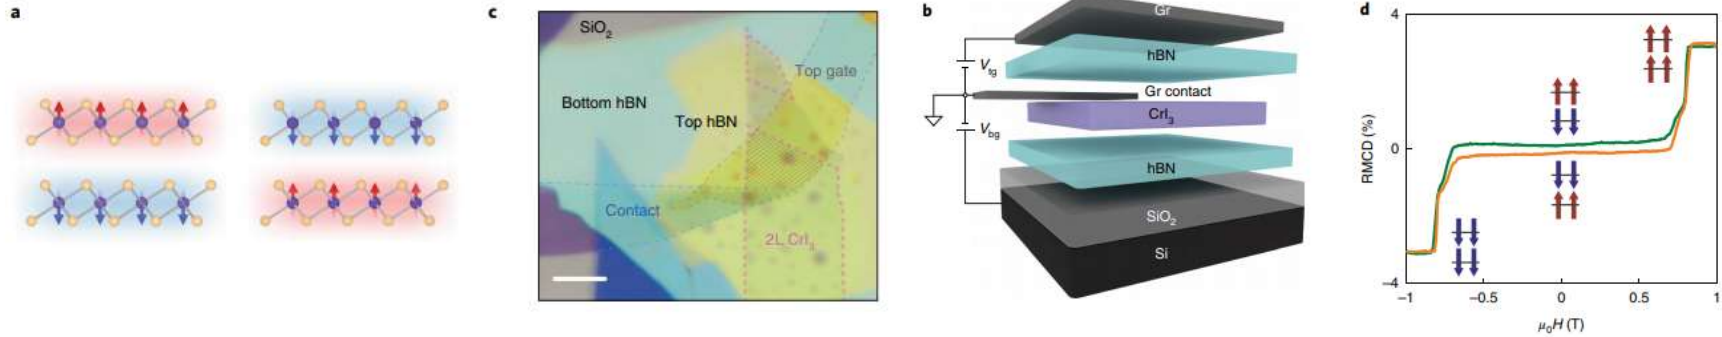 a
c
SiO2
Top gate
Bottom hBN
Top hBN
Contact
2L CrI3
b
Gr
hBN
Vtg
Gr contact
CrI3
Vbg
hBN
SiO2
Si
d
4
RMCD (%)
0
−4
−1
−0.5
0
0.5
1
μ0H (T)